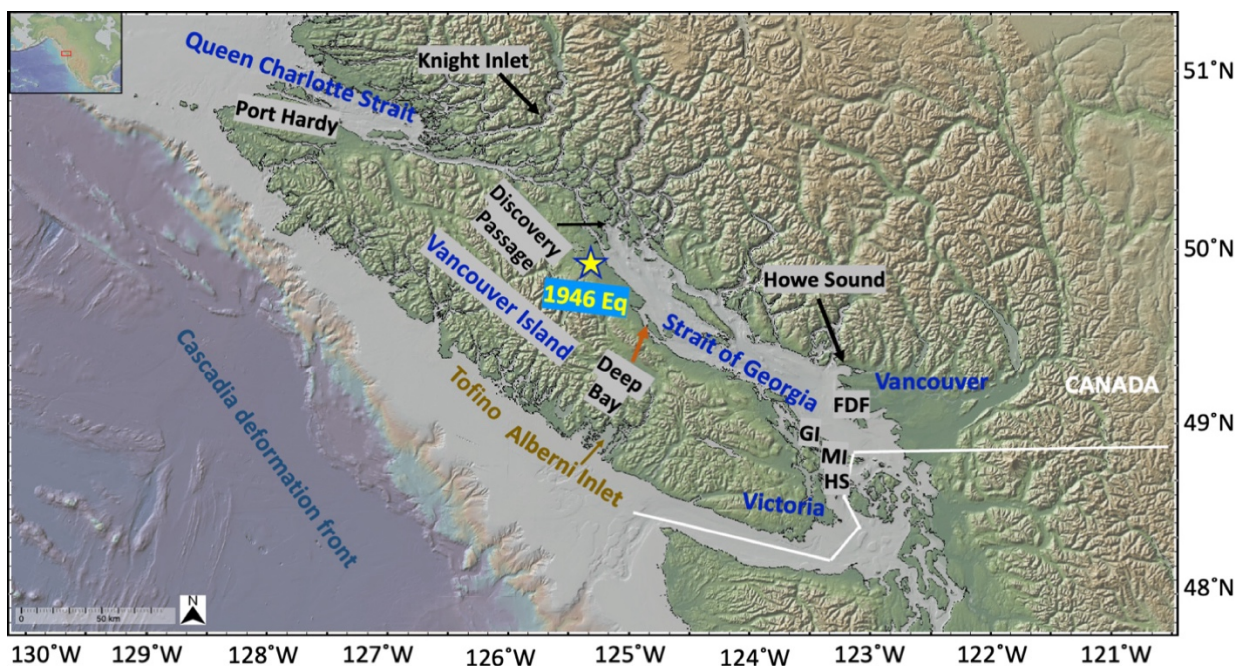 Queen Charlotte Strait
Knight Inlet
51°N
Port Hardy
Discovery
Passage
50°N
1946 Eq
Howe Sound
Vancouver Island
Strait of Georgia
Vancouver
CANADA
Deep
Bay
FDF
Cascadia deformation front
Tofino
Alberni Inlet
GI
49°N
MI
HS
Victoria
48°N
N
0
50 km
130°W
129°W
128°W
127°W
126°W
125°W
124°W
123°W
122°W
121°W